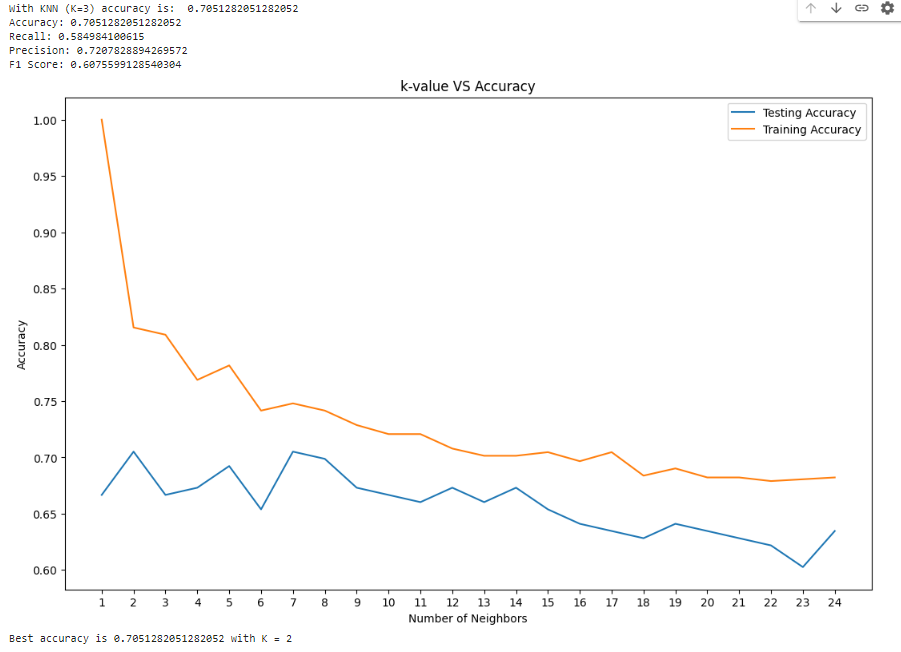 With KNN (K=3) accuracy is:  0.7051282051282052
Accuracy: 0.7051282051282052
Recall: 0.584984100615
Precision: 0.7207828894269572
F1 Score: 0.6075599128540304
k-value VS Accuracy
Testing Accuracy
Training Accuracy
1.00
0.95
0.90
0.85
0.80
0.75
0.70
0.65
0.60
Accuracy
1 2 3 4 5 6 7 8 9 10 11 12 13 14 15 16 17 18 19 20 21 22 23 24
Number of Neighbors
Best accuracy is 0.7051282051282052 with K = 2